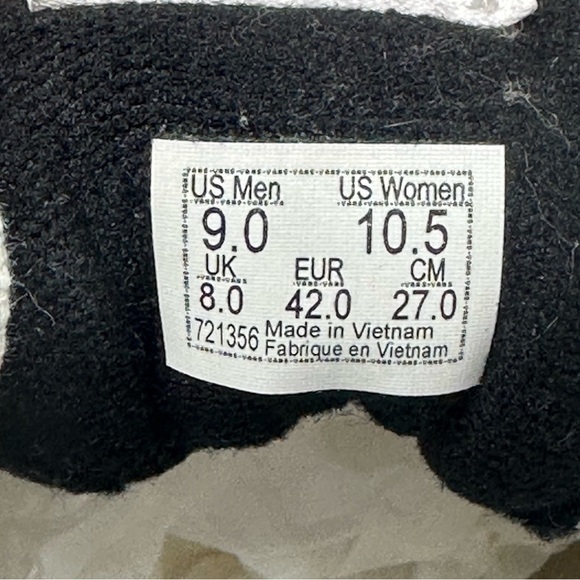 US Men US Women
9.0 10.5
UK EUR CM
8.0 42.0 27.0
721356 Made in Vietnam
Fabrique en Vietnam